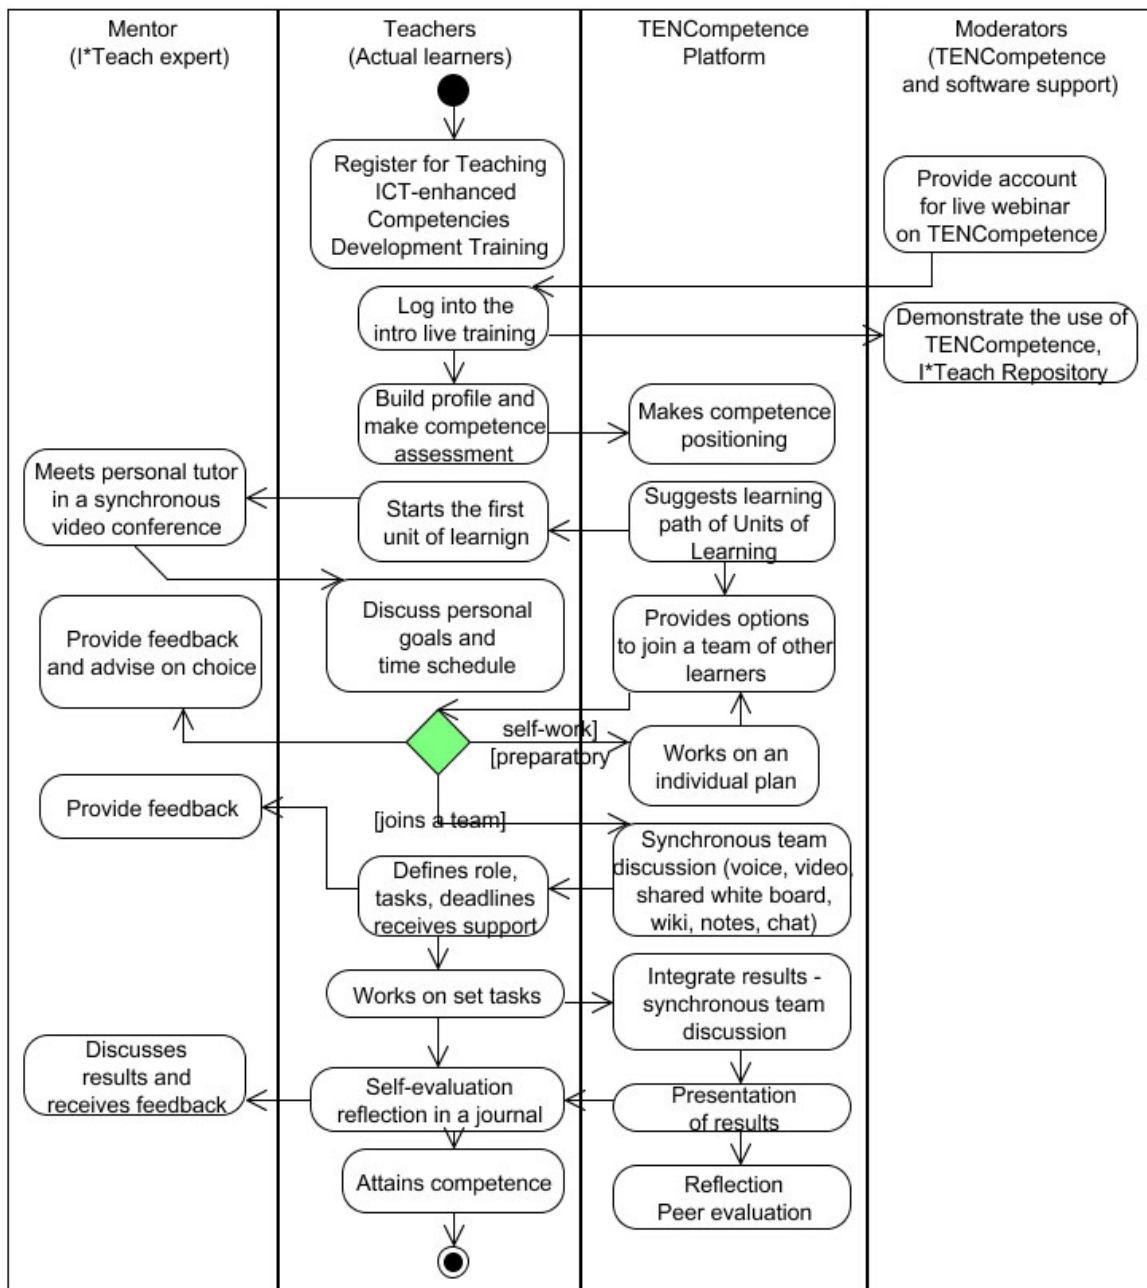 Mentor
(I*Teach expert)
Teachers
(Actual learners)
TENCompetence
Platform
Moderators
(TENCompetence
and software support)
Register for Teaching
ICT-enhanced
Competencies
Development Training
Provide account
for live webinar
on TENCompetence
Log into the
intro live training
Demonstrate the use of
TENCompetence,
I*Teach Repository
Build profile and
make competence
assessment
Makes competence
positioning
Meets personal tutor
in a synchronous
video conference
Starts the first
unit of learnign
Suggests learning
path of Units of
Learning
Provide feedback
and advise on choice
Discuss personal
goals and
time schedule
Provides options
to join a team of other
learners
self-work]
[preparatory
Works on an
individual plan
Provide feedback
[joins a team]
Synchronous team
discussion (voice, video,
shared white board,
wiki, notes, chat)
Defines role,
tasks, deadlines
receives support
Works on set tasks
Integrate results -
synchronous team
discussion
Discusses
results and
receives feedback
Self-evaluation
reflection in a journal
Presentation
of results
Attains competence
Reflection
Peer evaluation